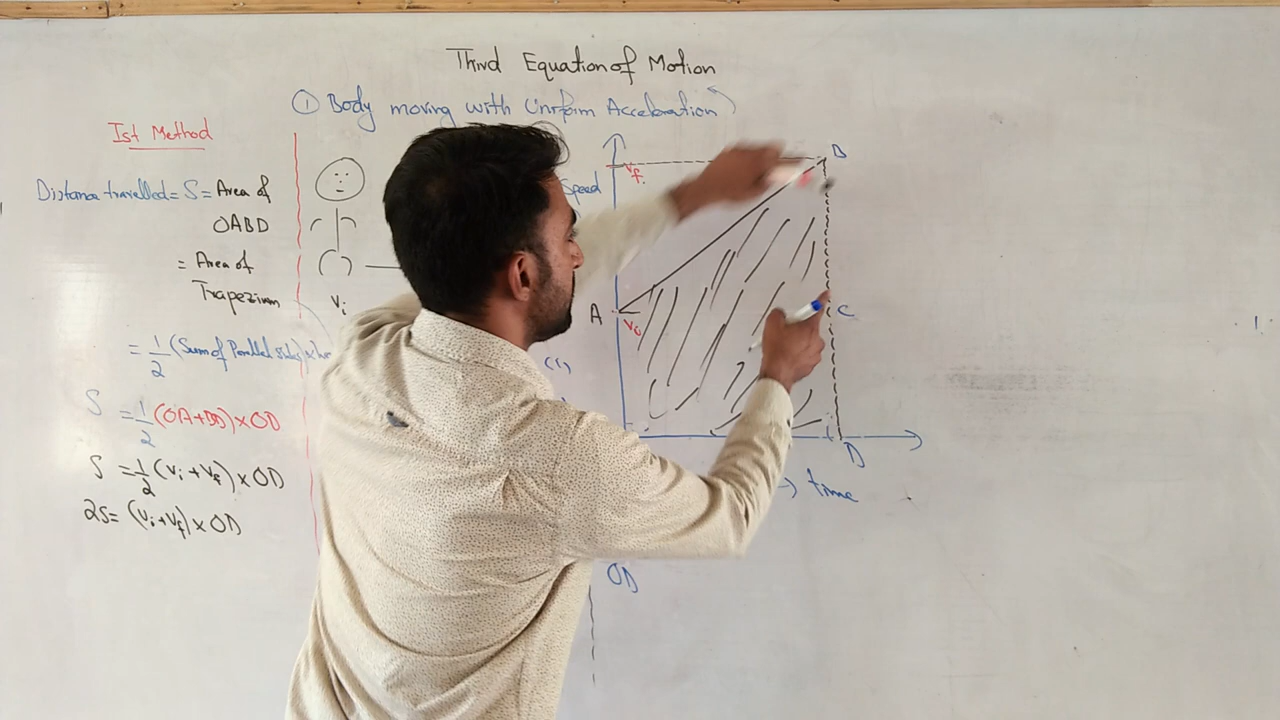 Third Equation of Motion
① Body moving with Uniform Acceleration
Ist Method
Distance travelled = S = Area of
OABD
= Area of
Trapezium
= 1/2 (Sum of Parallel sides) x
S = 1/2 (OA+BD) x OD
S = 1/2 (Vi + Vf) x OD
2S = (Vi + Vf) x OD
Vi
Speed
Vf
B
A
Vi
C
D
time
OD